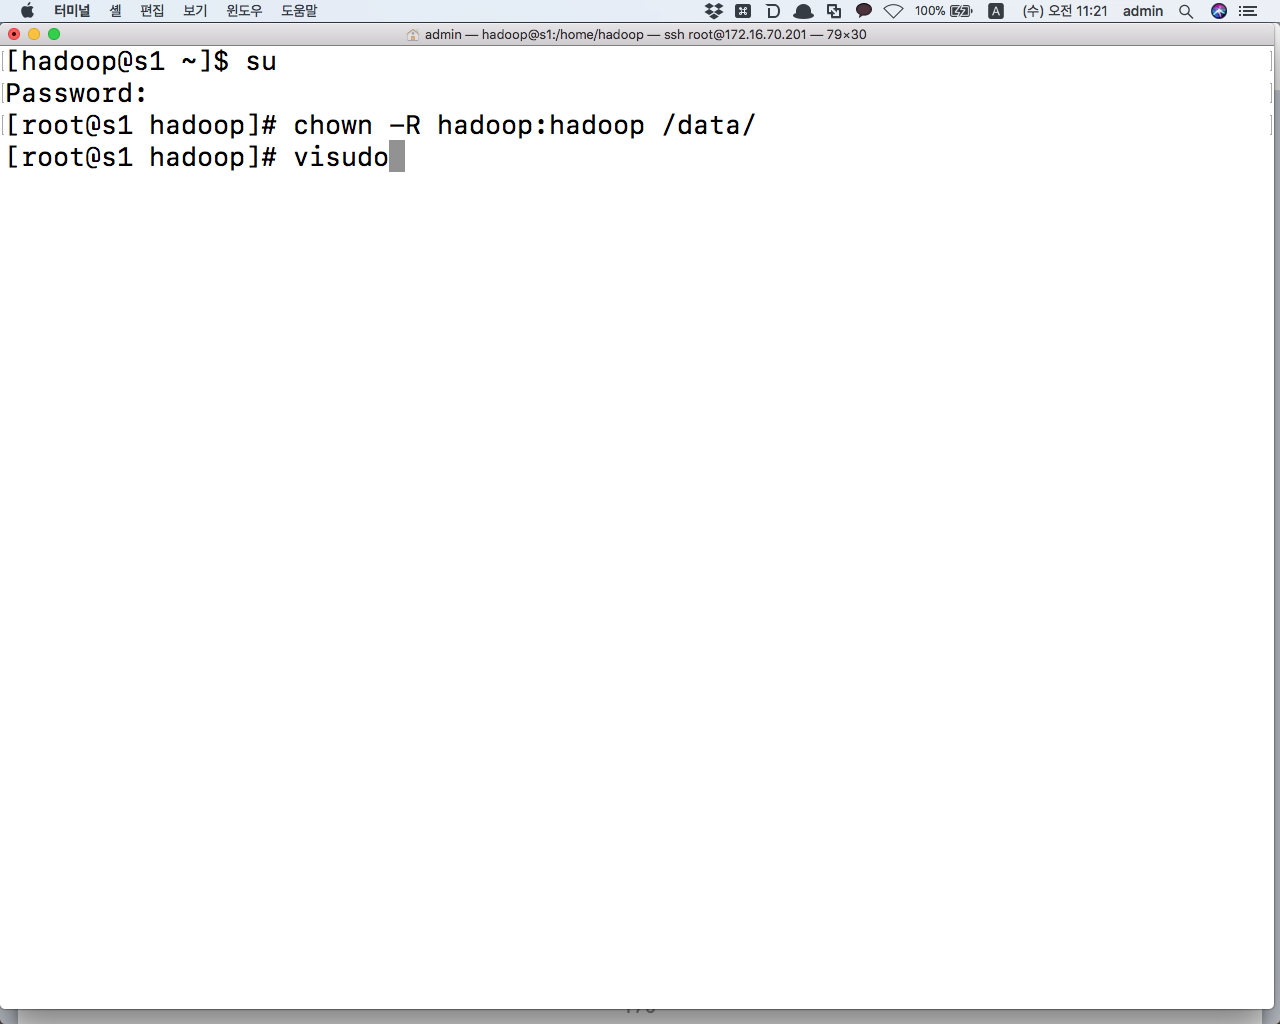 터미널 셸 편집 보기 윈도우 도움말 100% A (수) 오전 11:21 admin
admin — hadoop@s1:/home/hadoop — ssh root@172.16.70.201 — 79×30
[hadoop@s1 ~]$ su
Password:
[root@s1 hadoop]# chown -R hadoop:hadoop /data/
[root@s1 hadoop]# visudo